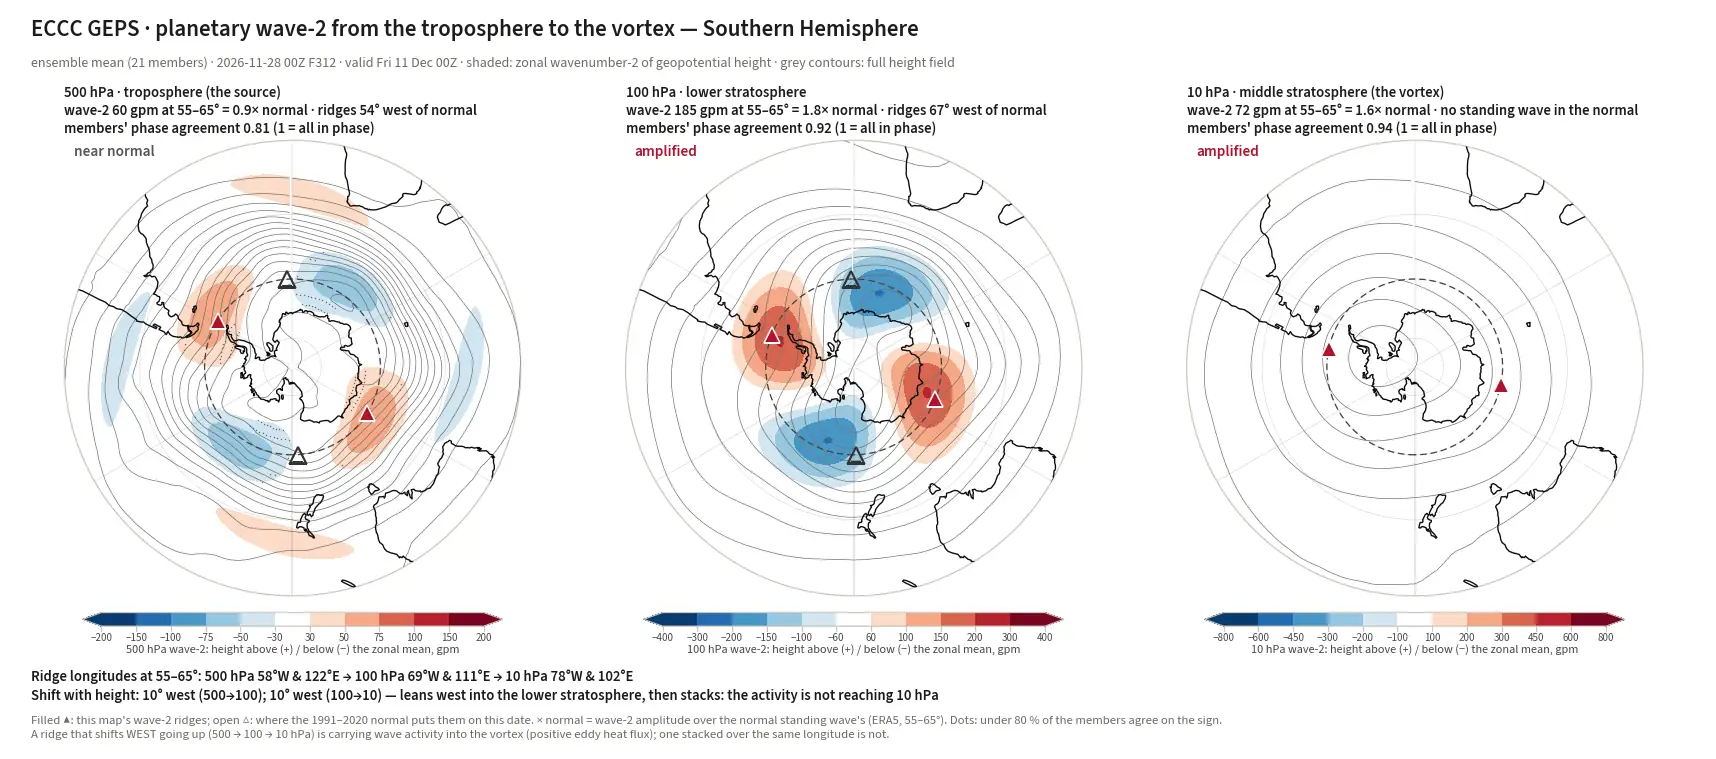 ECCC GEPS · planetary wave-2 from the troposphere to the vortex — Southern Hemisphere
ensemble mean (21 members) · 2026-11-28 00Z F312 · valid Fri 11 Dec 00Z · shaded: zonal wavenumber-2 of geopotential height · grey contours: full height field
500 hPa · troposphere (the source)
wave-2 60 gpm at 55–65° = 0.9× normal · ridges 54° west of normal
members' phase agreement 0.81 (1 = all in phase)
near normal
100 hPa · lower stratosphere
wave-2 185 gpm at 55–65° = 1.8× normal · ridges 67° west of normal
members' phase agreement 0.92 (1 = all in phase)
amplified
10 hPa · middle stratosphere (the vortex)
wave-2 72 gpm at 55–65° = 1.6× normal · no standing wave in the normal
members' phase agreement 0.94 (1 = all in phase)
amplified
−200 −150 −100 −75 −50 −30 30 50 75 100 150 200
500 hPa wave-2: height above (+) / below (−) the zonal mean, gpm
−400 −300 −200 −150 −100 −60 60 100 150 200 300 400
100 hPa wave-2: height above (+) / below (−) the zonal mean, gpm
−800 −600 −450 −300 −200 −100 100 200 300 450 600 800
10 hPa wave-2: height above (+) / below (−) the zonal mean, gpm
Ridge longitudes at 55–65°: 500 hPa 58°W & 122°E → 100 hPa 69°W & 111°E → 10 hPa 78°W & 102°E
Shift with height: 10° west (500→100); 10° west (100→10) — leans west into the lower stratosphere, then stacks: the activity is not reaching 10 hPa
Filled ▲: this map's wave-2 ridges; open △: where the 1991–2020 normal puts them on this date. × normal = wave-2 amplitude over the normal standing wave's (ERA5, 55–65°). Dots: under 80 % of the members agree on the sign.
A ridge that shifts WEST going up (500 → 100 → 10 hPa) is carrying wave activity into the vortex (positive eddy heat flux); one stacked over the same longitude is not.